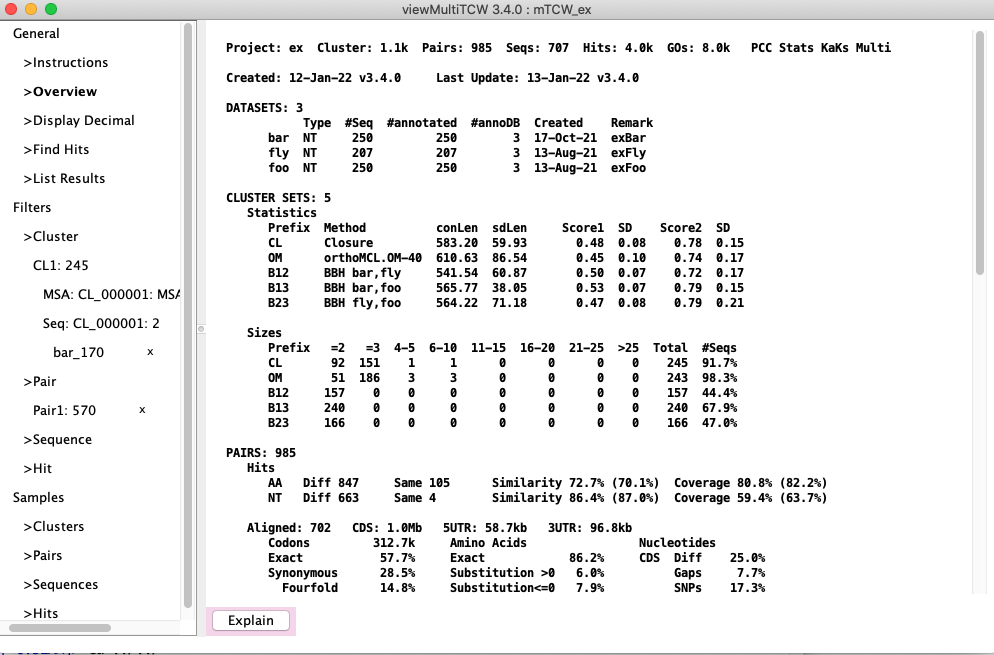 viewMultiTCW 3.4.0 : mTCW_ex
General
>Instructions
>Overview
>Display Decimal
>Find Hits
>List Results
Filters
>Cluster
CL1: 245
MSA: CL_000001: MSA
Seq: CL_000001: 2
bar_170 x
>Pair
Pair1: 570 x
>Sequence
>Hit
Samples
>Clusters
>Pairs
>Sequences
>Hits
Project: ex Cluster: 1.1k Pairs: 985 Seqs: 707 Hits: 4.0k GOs: 8.0k PCC Stats KaKs Multi
Created: 12-Jan-22 v3.4.0 Last Update: 13-Jan-22 v3.4.0
DATASETS: 3
Type #Seq #annotated #annoDB Created Remark
bar NT 250 250 3 17-Oct-21 exBar
fly NT 207 207 3 13-Aug-21 exFly
foo NT 250 250 3 13-Aug-21 exFoo
CLUSTER SETS: 5
Statistics
Prefix Method conLen sdLen Score1 SD Score2 SD
CL Closure 583.20 59.93 0.48 0.08 0.78 0.15
OM orthoMCL.OM-40 610.63 86.54 0.45 0.10 0.74 0.17
B12 BBH bar,fly 541.54 60.87 0.50 0.07 0.72 0.17
B13 BBH bar,foo 565.77 38.05 0.53 0.07 0.79 0.15
B23 BBH fly,foo 564.22 71.18 0.47 0.08 0.79 0.21
Sizes
Prefix =2 =3 4-5 6-10 11-15 16-20 21-25 >25 Total #Seqs
CL 92 151 1 1 0 0 0 0 245 91.7%
OM 51 186 3 3 0 0 0 0 243 98.3%
B12 157 0 0 0 0 0 0 0 157 44.4%
B13 240 0 0 0 0 0 0 0 240 67.9%
B23 166 0 0 0 0 0 0 0 166 47.0%
PAIRS: 985
Hits
AA Diff 847 Same 105 Similarity 72.7% (70.1%) Coverage 80.8% (82.2%)
NT Diff 663 Same 4 Similarity 86.4% (87.0%) Coverage 59.4% (63.7%)
Aligned: 702 CDS: 1.0Mb 5UTR: 58.7kb 3UTR: 96.8kb
Codons 312.7k Amino Acids Nucleotides
Exact 57.7% Exact 86.2% CDS Diff 25.0%
Synonymous 28.5% Substitution >0 6.0% Gaps 7.7%
Fourfold 14.8% Substitution<=0 7.9% SNPs 17.3%
Explain